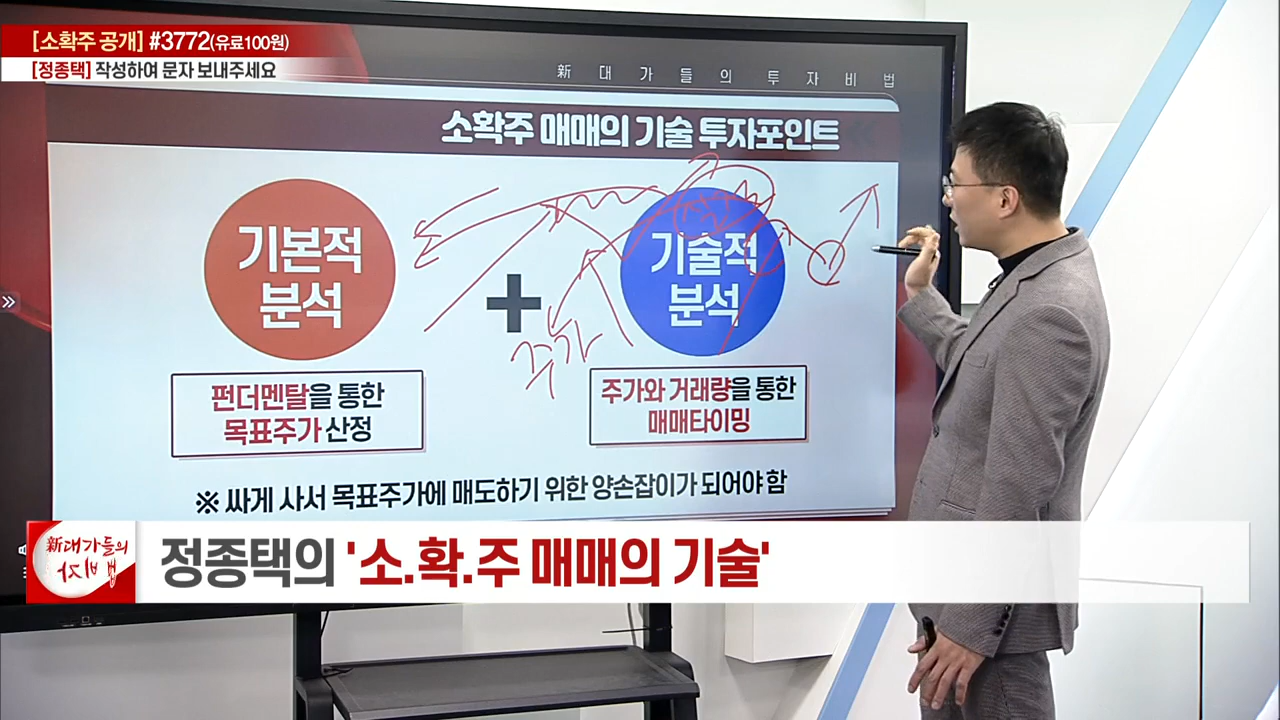 [소확주 공개] #3772(유료100원)
[정종택] 작성하여 문자 보내주세요
新 대 가 들 의 투 자 비 법
소확주 매매의 기술 투자포인트
기본적
분석
+
기술적
분석
주가
펀더멘탈을 통한
목표주가 산정
주가와 거래량을 통한
매매타이밍
※ 싸게 사서 목표주가에 매도하기 위한 양손잡이가 되어야 함
新대가들의
투자비법
정종택의 '소.확.주 매매의 기술'